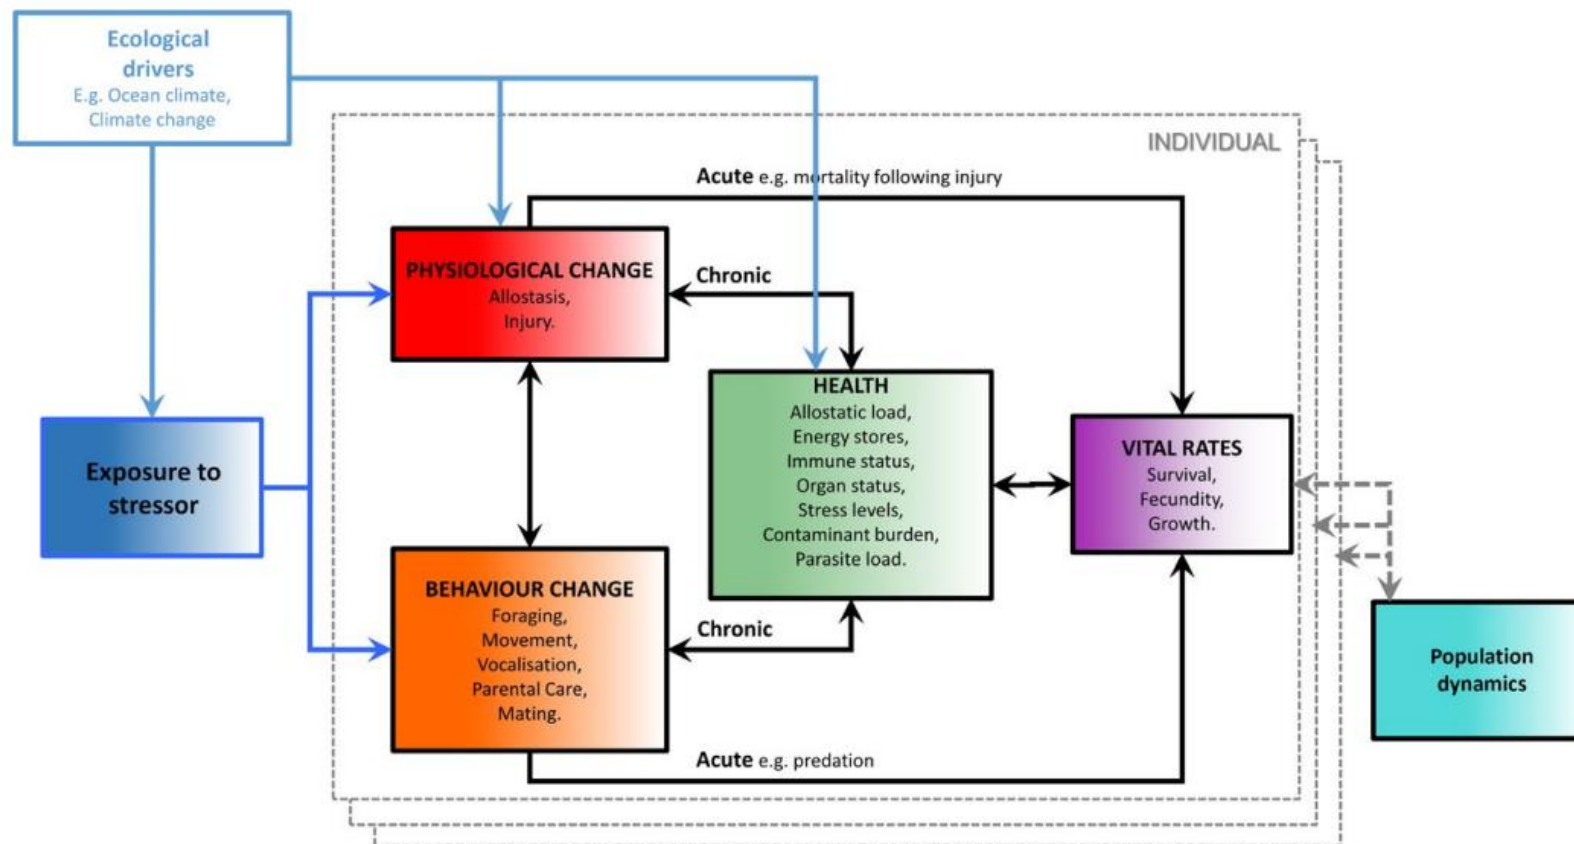 Ecological
drivers
E.g. Ocean climate,
Climate change
INDIVIDUAL
Acute e.g. mortality following injury
PHYSIOLOGICAL CHANGE
Allostasis,
Injury.
Chronic
HEALTH
Allostatic load,
Energy stores,
Immune status,
Organ status,
Stress levels,
Contaminant burden,
Parasite load.
VITAL RATES
Survival,
Fecundity,
Growth.
Exposure to
stressor
BEHAVIOUR CHANGE
Foraging,
Movement,
Vocalisation,
Parental Care,
Mating.
Chronic
Acute e.g. predation
Population
dynamics